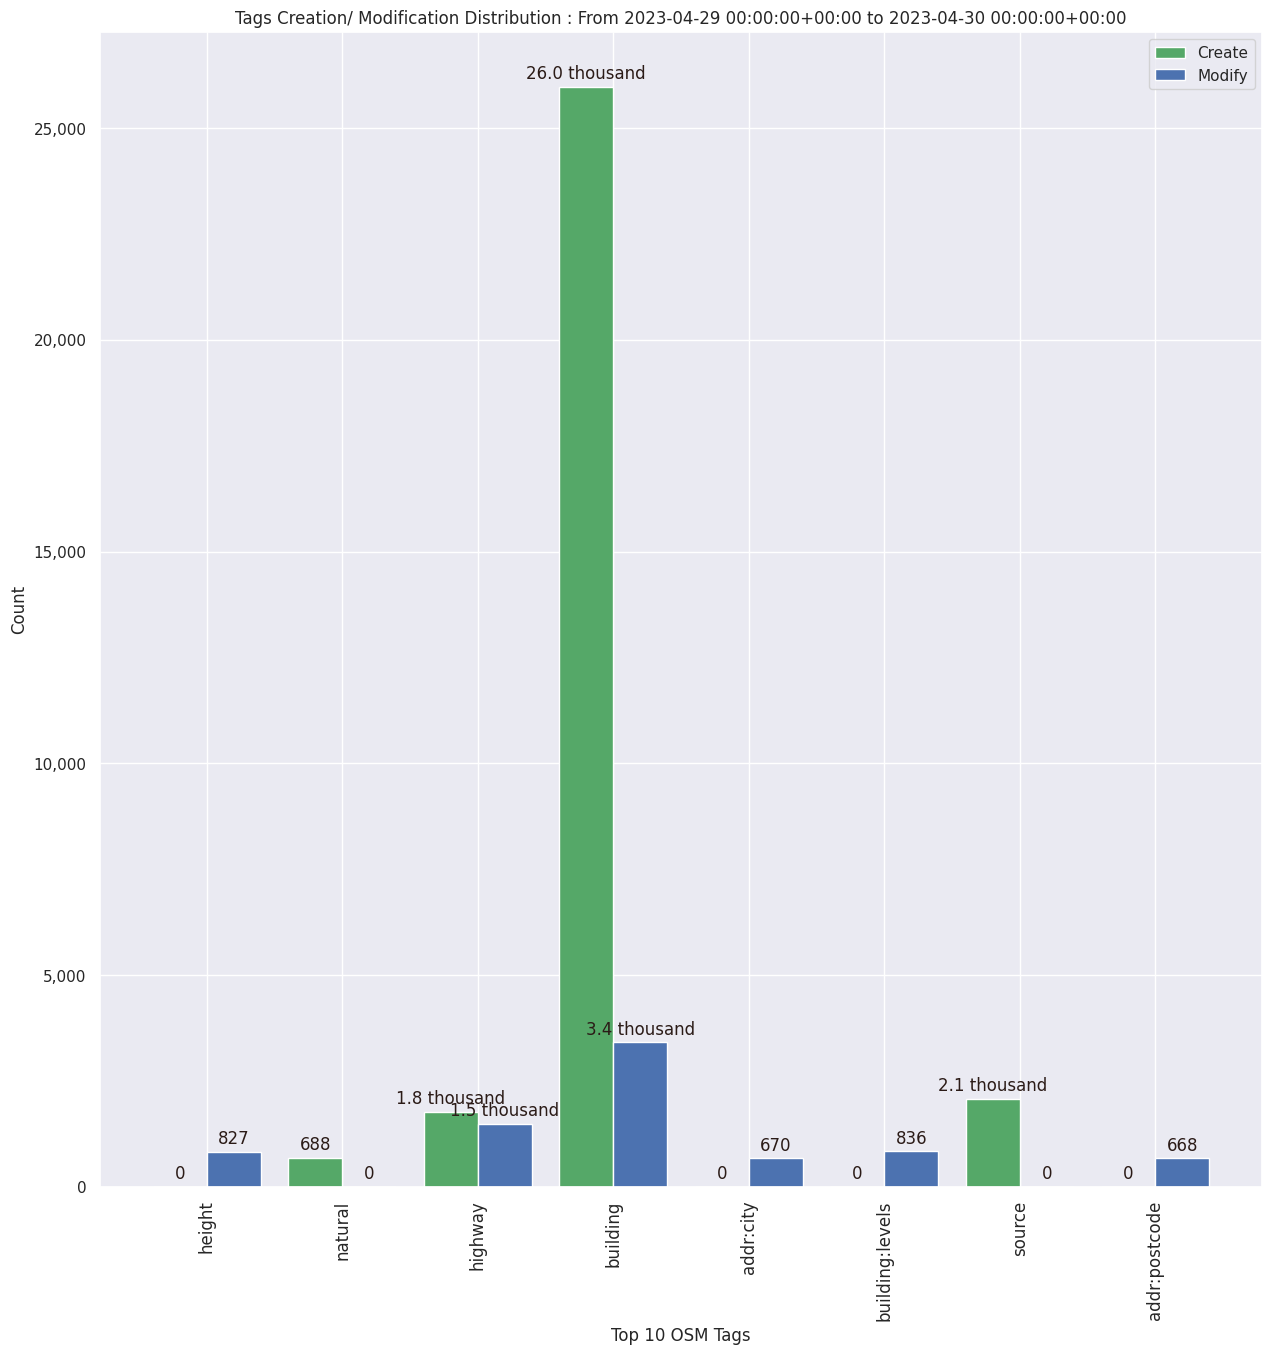 Tags Creation/ Modification Distribution : From 2023-04-29 00:00:00+00:00 to 2023-04-30 00:00:00+00:00
Create
Modify
Count
25,000
20,000
15,000
10,000
5,000
0
0
827
688
0
1.8 thousand
1.5 thousand
26.0 thousand
3.4 thousand
0
670
0
836
2.1 thousand
0
0
668
height
natural
highway
building
addr:city
building:levels
source
addr:postcode
Top 10 OSM Tags